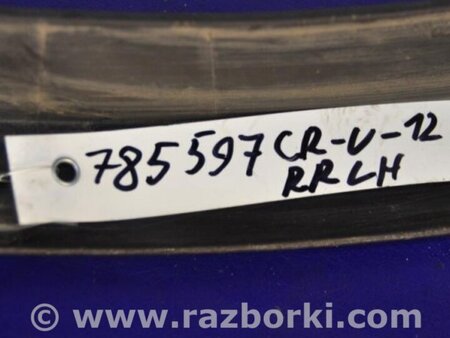 785597 CR-V-12
RR LH
© www.razborki.com